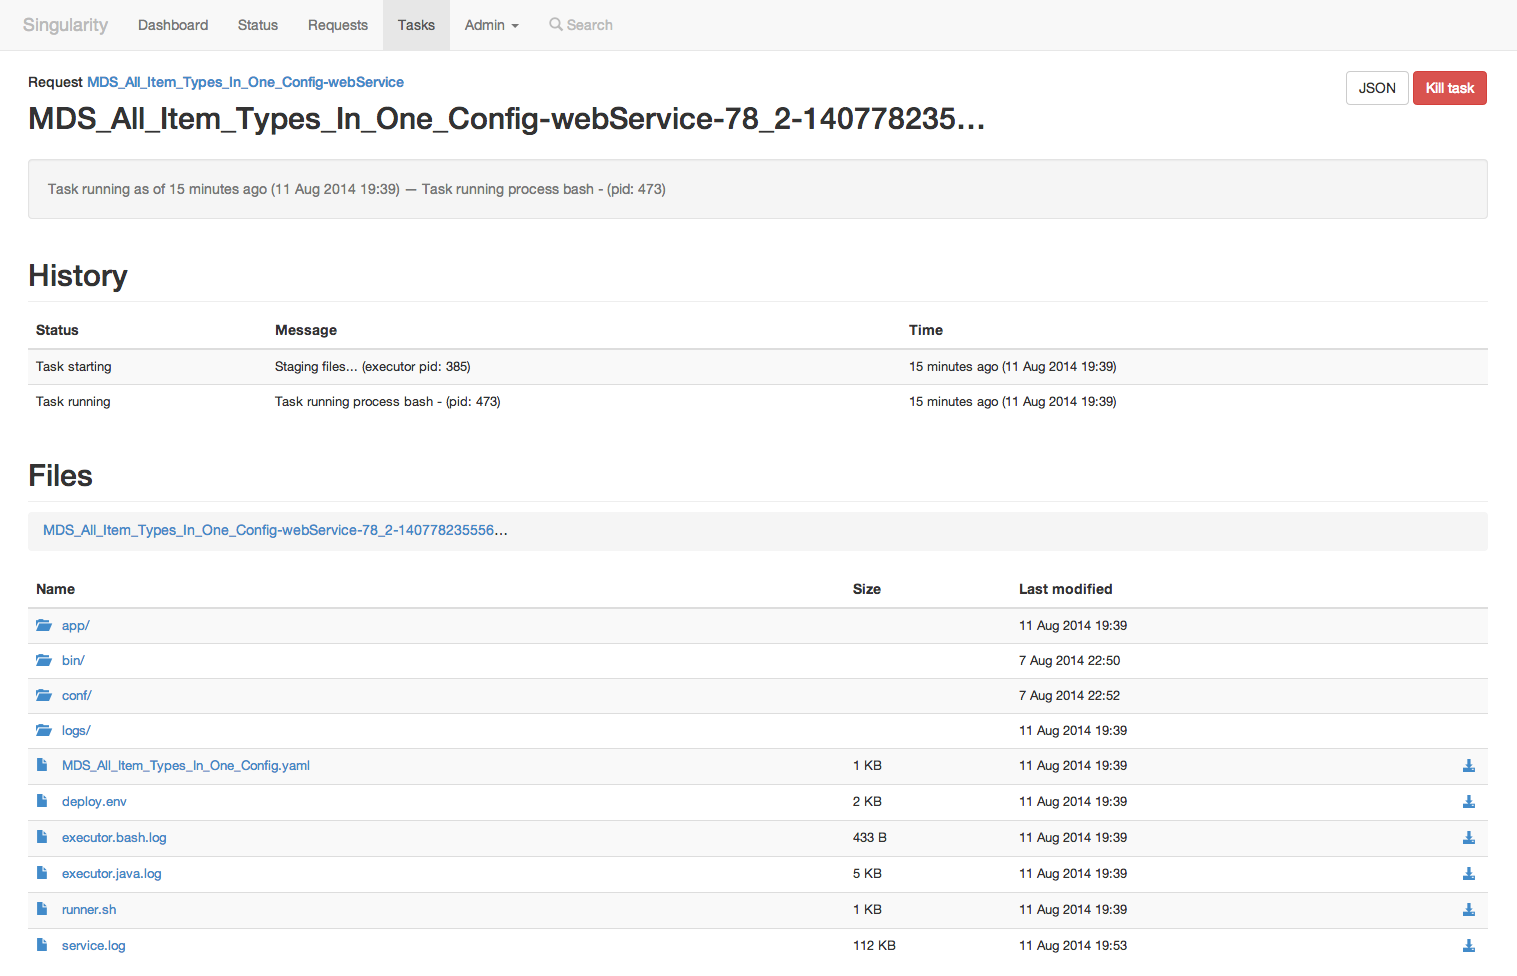 Singularity Dashboard Status Requests Tasks Admin Search
Request MDS_All_Item_Types_In_One_Config-webService JSON Kill task
MDS_All_Item_Types_In_One_Config-webService-78_2-140778235...
Task running as of 15 minutes ago (11 Aug 2014 19:39) — Task running process bash - (pid: 473)
History
Status Message Time
Task starting Staging files... (executor pid: 385) 15 minutes ago (11 Aug 2014 19:39)
Task running Task running process bash - (pid: 473) 15 minutes ago (11 Aug 2014 19:39)
Files
MDS_All_Item_Types_In_One_Config-webService-78_2-140778235556...
Name Size Last modified
app/ 11 Aug 2014 19:39
bin/ 7 Aug 2014 22:50
conf/ 7 Aug 2014 22:52
logs/ 11 Aug 2014 19:39
MDS_All_Item_Types_In_One_Config.yaml 1 KB 11 Aug 2014 19:39
deploy.env 2 KB 11 Aug 2014 19:39
executor.bash.log 433 B 11 Aug 2014 19:39
executor.java.log 5 KB 11 Aug 2014 19:39
runner.sh 1 KB 11 Aug 2014 19:39
service.log 112 KB 11 Aug 2014 19:53